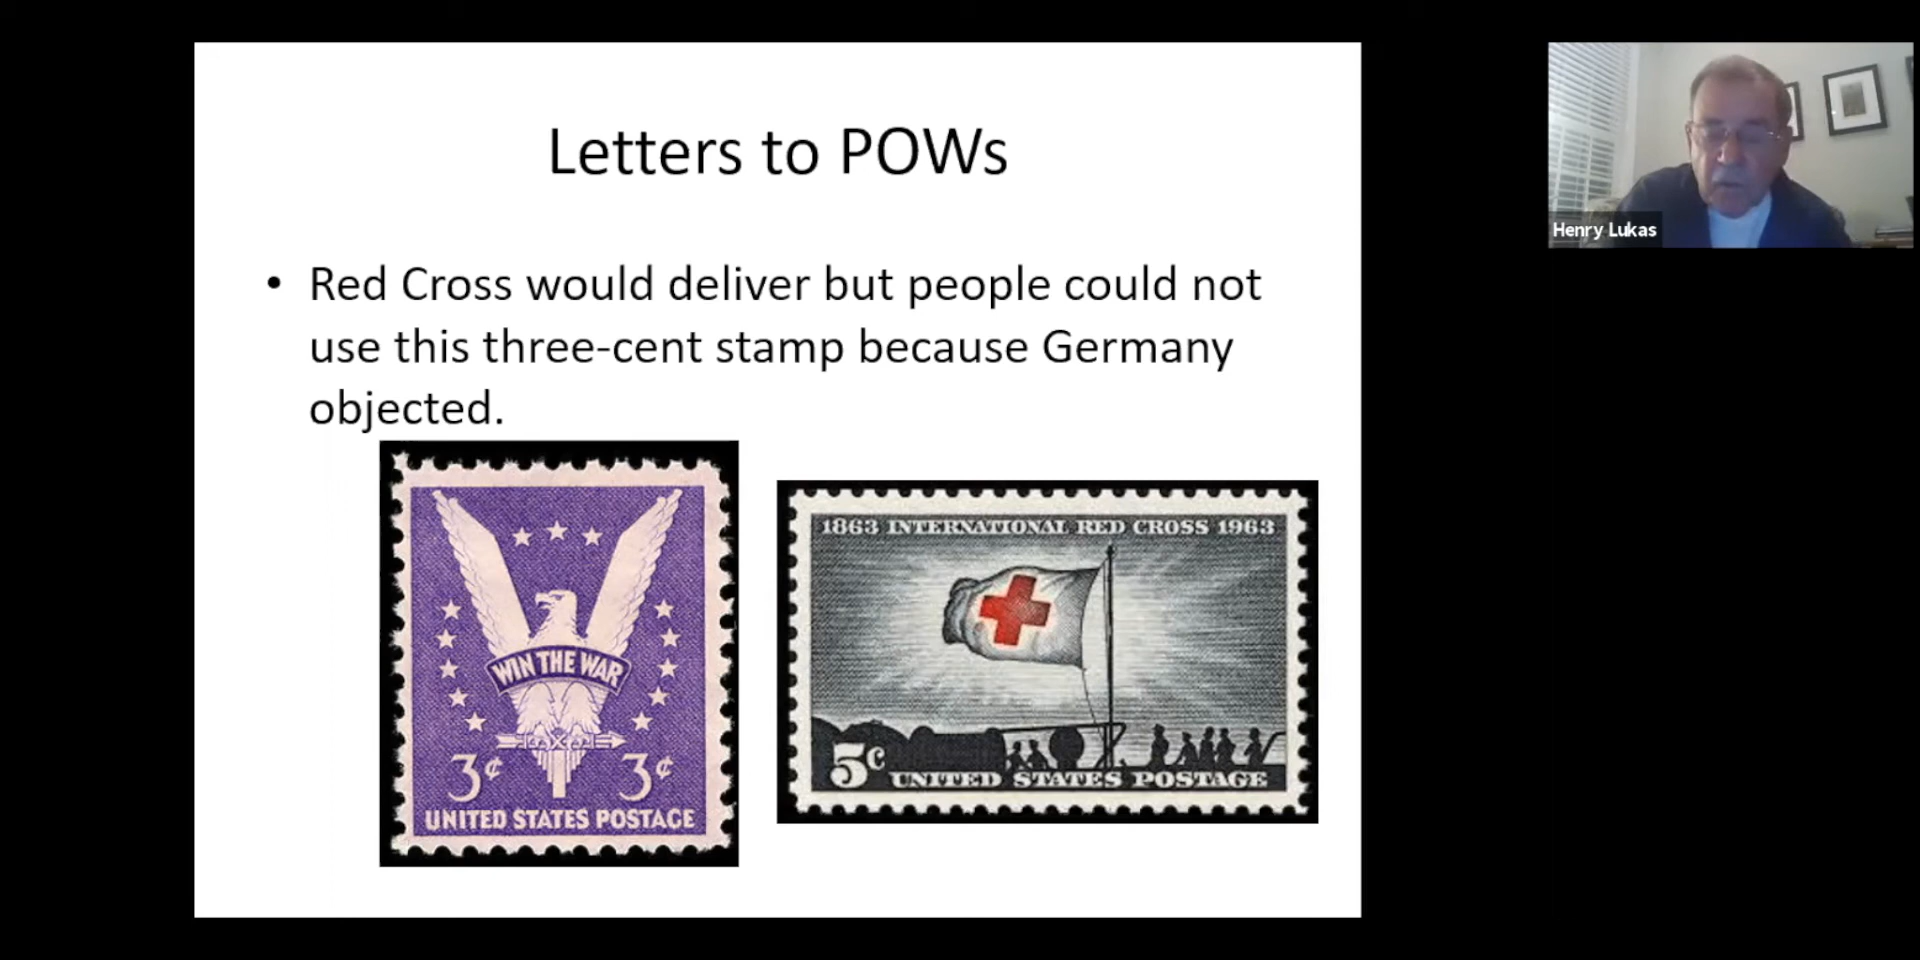 Letters to POWs
• Red Cross would deliver but people could not
use this three-cent stamp because Germany
objected.
WIN THE WAR
3¢ 3¢
UNITED STATES POSTAGE
1863 INTERNATIONAL RED CROSS 1963
5c UNITED STATES POSTAGE
Henry Lukas